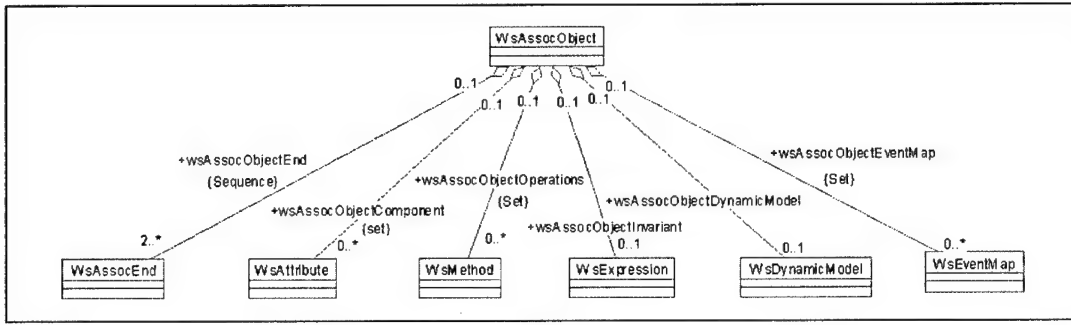 WsAssocObject
0..1
0..1
0..1
0..1
0..1
0..1
+wsAssocObjectEnd
{Sequence}
+wsAssocObjectComponent
{set}
+wsAssocObjectOperations
{Set}
+wsAssocObjectInvariant
+wsAssocObjectDynamicModel
+wsAssocObjectEventMap
{Set}
2..*
0..*
0..*
0..1
0..1
0..*
WsAssocEnd
WsAttribute
WsMethod
WsExpression
WsDynamicModel
WsEventMap